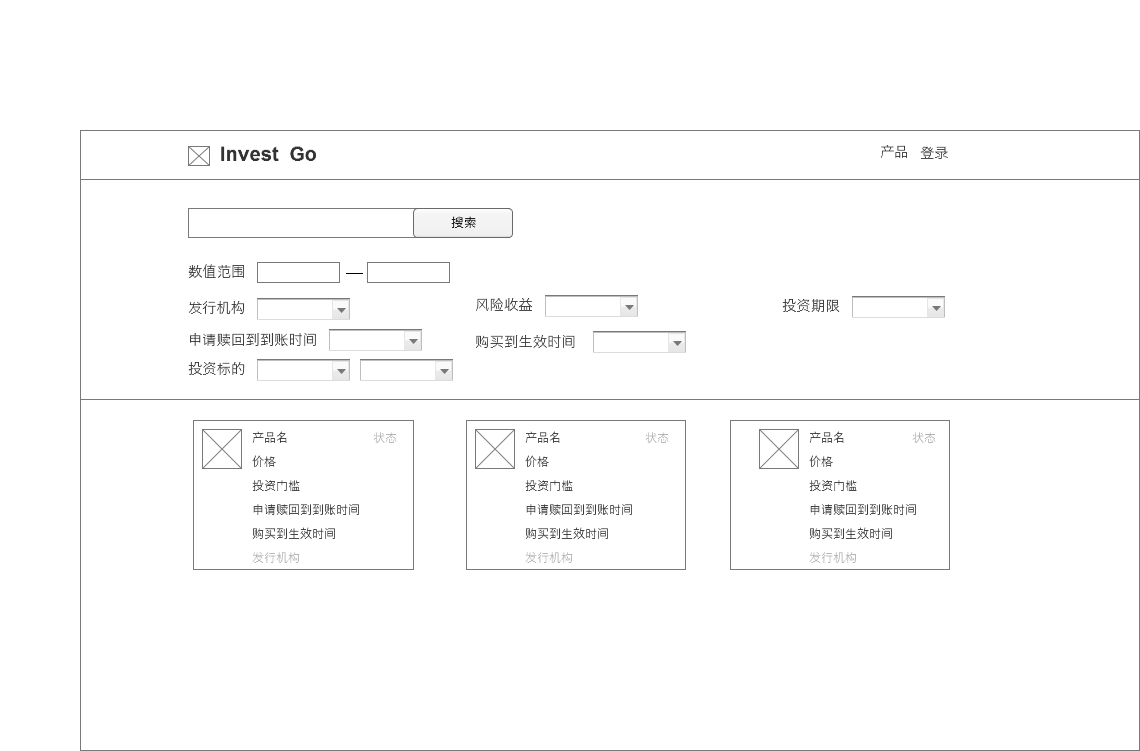 Invest Go
产品 登录
搜索
数值范围 —
发行机构 风险收益 投资期限
申请赎回到到账时间 购买到生效时间
投资标的
产品名 状态
价格
投资门槛
申请赎回到到账时间
购买到生效时间
发行机构
产品名 状态
价格
投资门槛
申请赎回到到账时间
购买到生效时间
发行机构
产品名 状态
价格
投资门槛
申请赎回到到账时间
购买到生效时间
发行机构